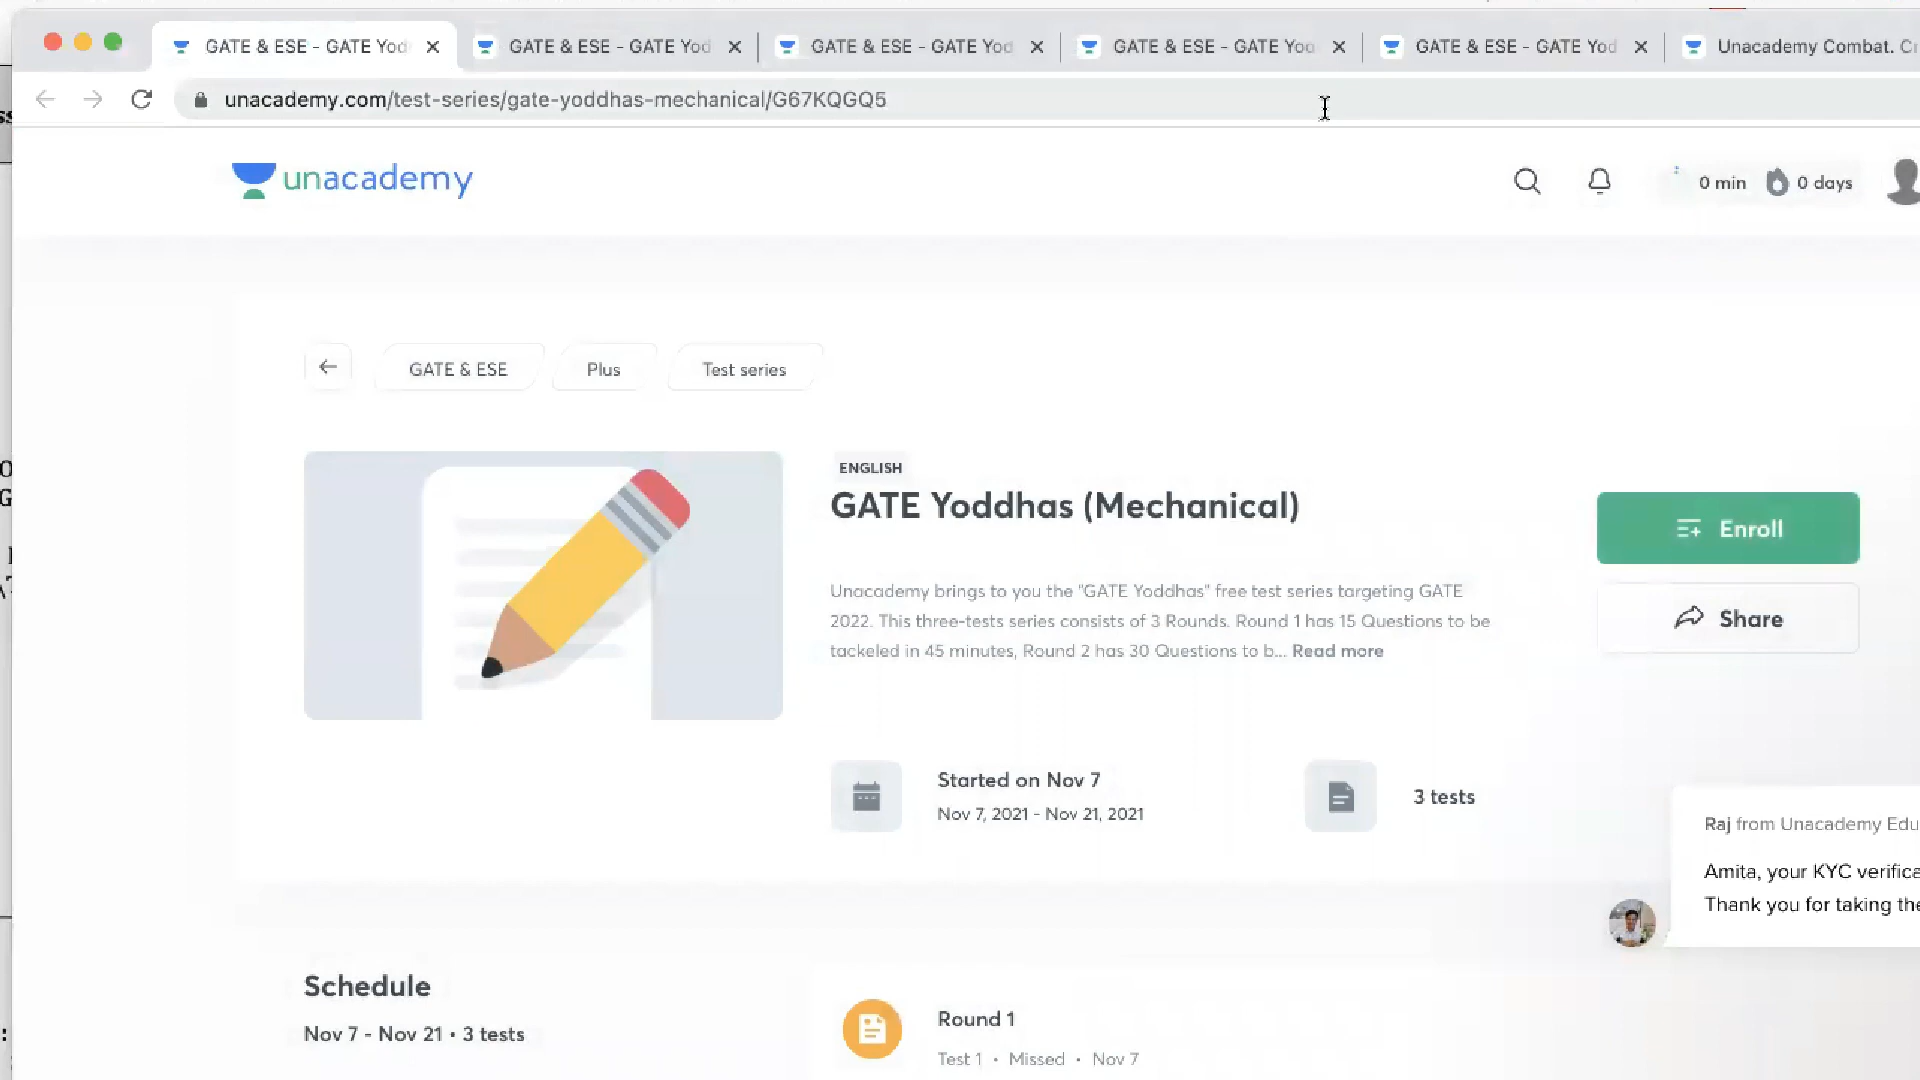 GATE & ESE - GATE Yod
GATE & ESE - GATE Yod
GATE & ESE - GATE Yod
GATE & ESE - GATE Yoo
GATE & ESE - GATE Yod
Unacademy Combat. C
unacademy.com/test-series/gate-yoddhas-mechanical/G67KQGQ5
unacademy
0 min
0 days
GATE & ESE
Plus
Test series
ENGLISH
GATE Yoddhas (Mechanical)
Enroll
Share
Unacademy brings to you the "GATE Yoddhas" free test series targeting GATE
2022. This three-tests series consists of 3 Rounds. Round 1 has 15 Questions to be
tackeled in 45 minutes, Round 2 has 30 Questions to b... Read more
Started on Nov 7
Nov 7, 2021 - Nov 21, 2021
3 tests
Raj from Unacademy Edu
Amita, your KYC verifica
Thank you for taking the
Schedule
Nov 7 - Nov 21 • 3 tests
Round 1
Test 1 • Missed • Nov 7